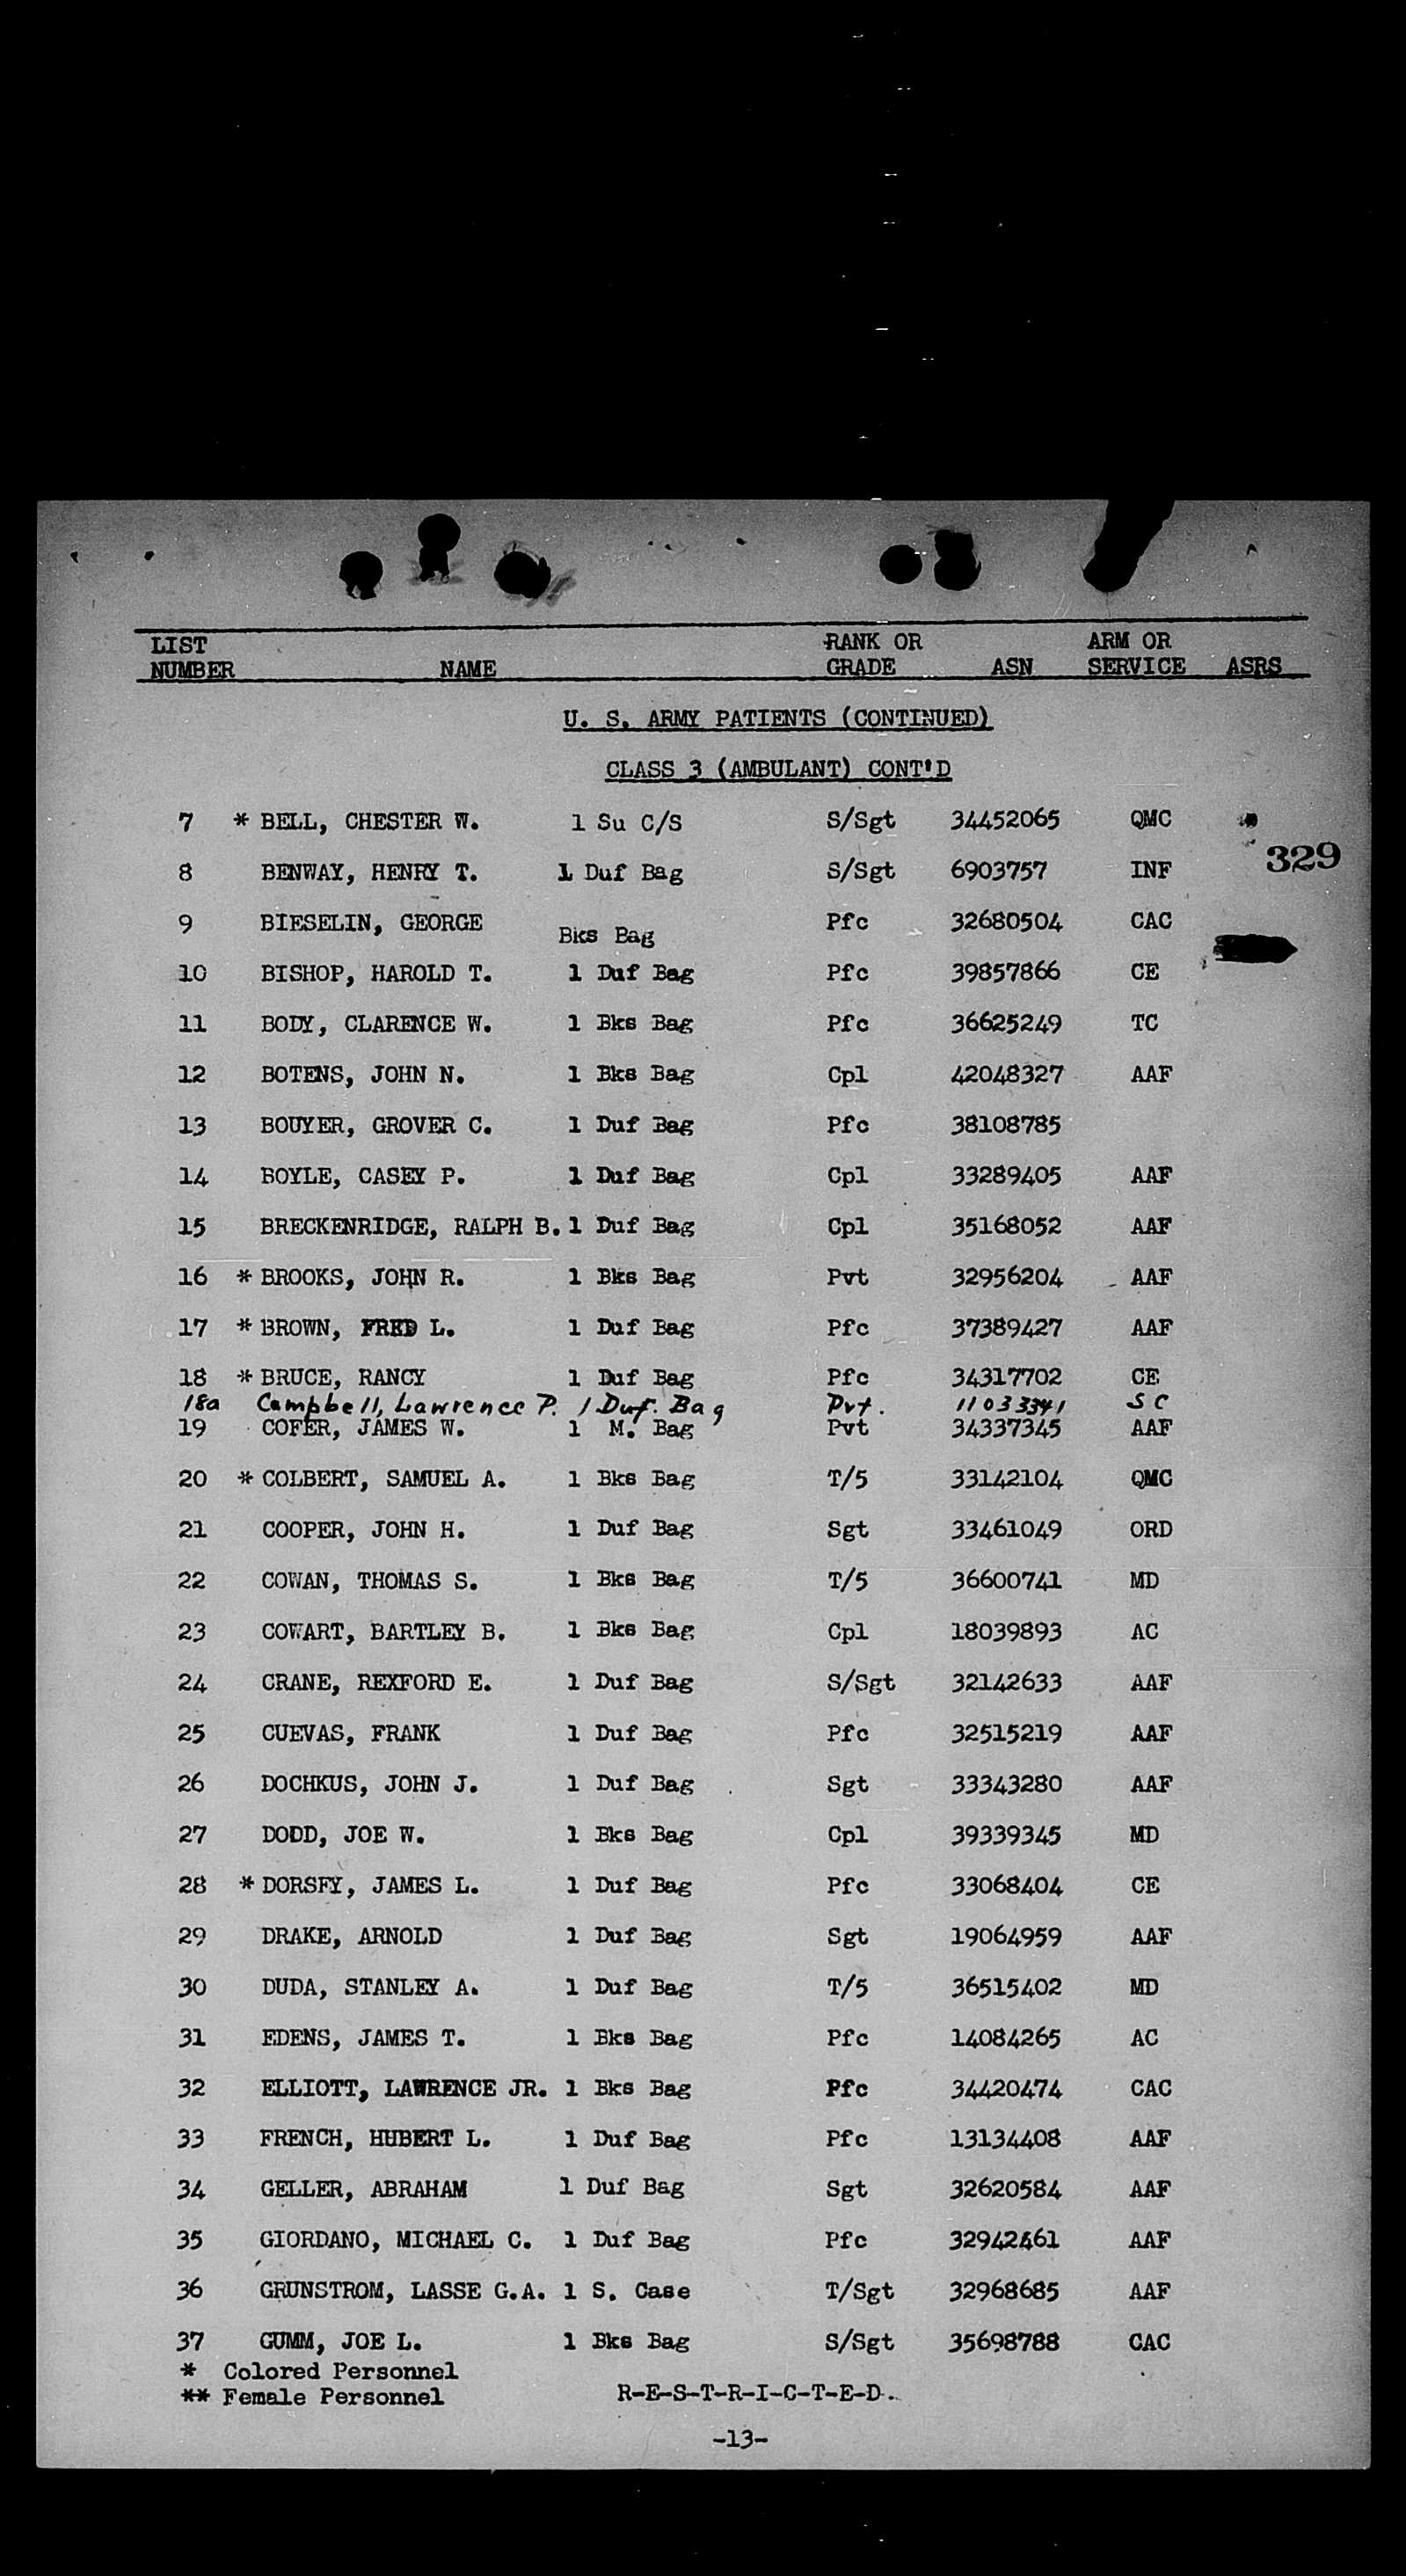 LIST RANK OR ARM OR
NUMBER NAME GRADE ASN SERVICE ASRS
U. S. ARMY PATIENTS (CONTINUED)
CLASS 3 (AMBULANT) CONT'D
7 * BELL, CHESTER W. 1 Su C/S S/Sgt 34452065 QMC
329
8 BENWAY, HENRY T. 1 Duf Bag S/Sgt 6903757 INF
9 BIESELIN, GEORGE Bks Bag Pfc 32680504 CAC
10 BISHOP, HAROLD T. 1 Duf Bag Pfc 39857866 CE
11 BODY, CLARENCE W. 1 Bks Bag Pfc 36625249 TC
12 BOTENS, JOHN N. 1 Bks Bag Cpl 42048327 AAF
13 BOUYER, GROVER C. 1 Duf Bag Pfc 38108785
14 BOYLE, CASEY P. 1 Duf Bag Cpl 33289405 AAF
15 BRECKENRIDGE, RALPH B. 1 Duf Bag Cpl 35168052 AAF
16 * BROOKS, JOHN R. 1 Bks Bag Pvt 32956204 AAF
17 * BROWN, FRED L. 1 Duf Bag Pfc 37389427 AAF
18 * BRUCE, RANCY 1 Duf Bag Pfc 34317702 CE
18a Campbell, Lawrence P. 1 Duf. Bag Pvt. 11033341 SC
19 COFER, JAMES W. 1 M. Bag Pvt 34337345 AAF
20 * COLBERT, SAMUEL A. 1 Bks Bag T/5 33142104 QMC
21 COOPER, JOHN H. 1 Duf Bag Sgt 33461049 ORD
22 COWAN, THOMAS S. 1 Bks Bag T/5 36600741 MD
23 COWART, BARTLEY B. 1 Bks Bag Cpl 18039893 AC
24 CRANE, REXFORD E. 1 Duf Bag S/Sgt 32142633 AAF
25 CUEVAS, FRANK 1 Duf Bag Pfc 32515219 AAF
26 DOCHKUS, JOHN J. 1 Duf Bag Sgt 33343280 AAF
27 DODD, JOE W. 1 Bks Bag Cpl 39339345 MD
28 * DORSFY, JAMES L. 1 Duf Bag Pfc 33068404 CE
29 DRAKE, ARNOLD 1 Duf Bag Sgt 19064959 AAF
30 DUDA, STANLEY A. 1 Duf Bag T/5 36515402 MD
31 EDENS, JAMES T. 1 Bks Bag Pfc 14084265 AC
32 ELLIOTT, LAWRENCE JR. 1 Bks Bag Pfc 34420474 CAC
33 FRENCH, HUBERT L. 1 Duf Bag Pfc 13134408 AAF
34 GELLER, ABRAHAM 1 Duf Bag Sgt 32620584 AAF
35 GIORDANO, MICHAEL C. 1 Duf Bag Pfc 32942461 AAF
36 GRUNSTROM, LASSE G.A. 1 S. Case T/Sgt 32968685 AAF
37 GUMM, JOE L. 1 Bks Bag S/Sgt 35698788 CAC
* Colored Personnel
** Female Personnel R-E-S-T-R-I-C-T-E-D.
-13-